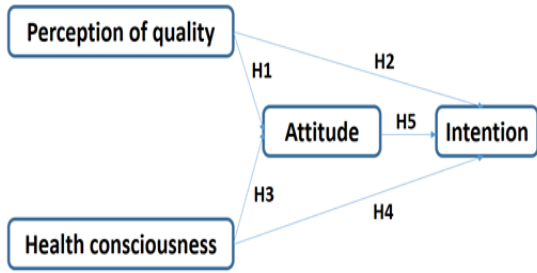 Perception of quality
H2
H1
Attitude
H5
Intention
H3
H4
Health consciousness